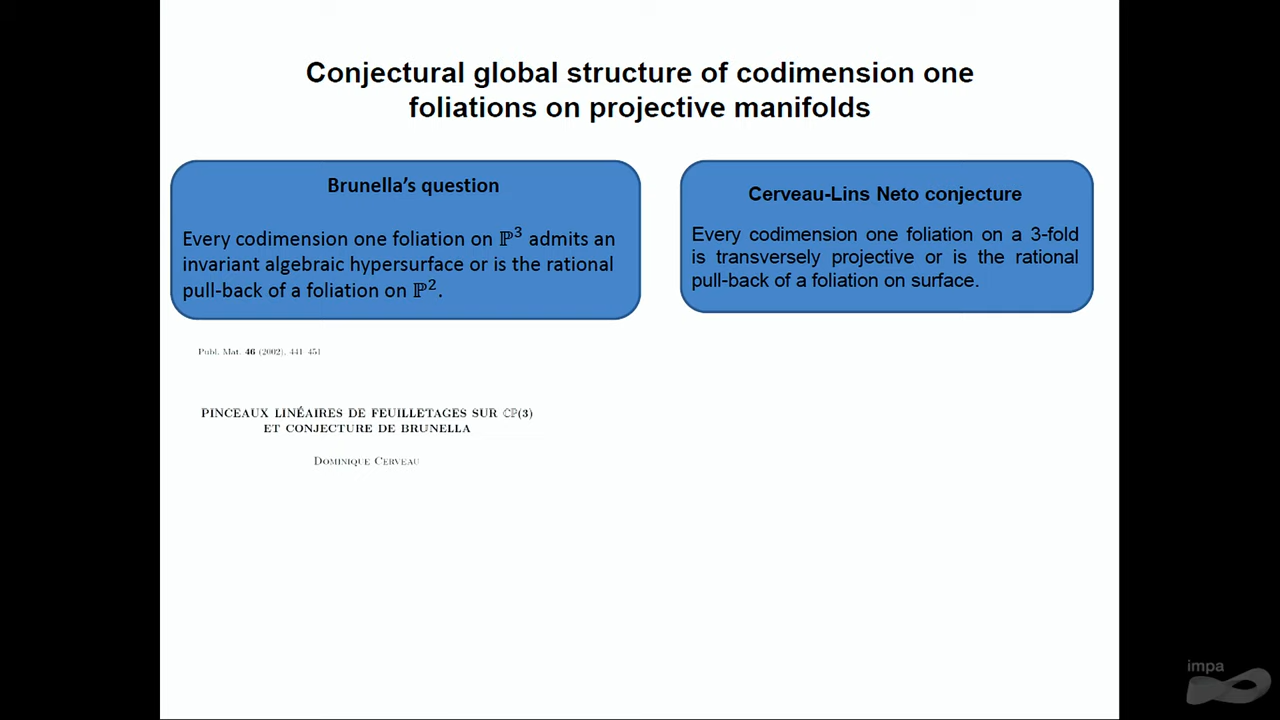 Conjectural global structure of codimension one
foliations on projective manifolds
Brunella's question
Every codimension one foliation on ℙ³ admits an
invariant algebraic hypersurface or is the rational
pull-back of a foliation on ℙ².
Cerveau-Lins Neto conjecture
Every codimension one foliation on a 3-fold
is transversely projective or is the rational
pull-back of a foliation on surface.
Publ. Mat. 46 (2002), 441–451
PINCEAUX LINÉAIRES DE FEUILLETAGES SUR ℂℙ(3)
ET CONJECTURE DE BRUNELLA
Dominique Cerveau
impa